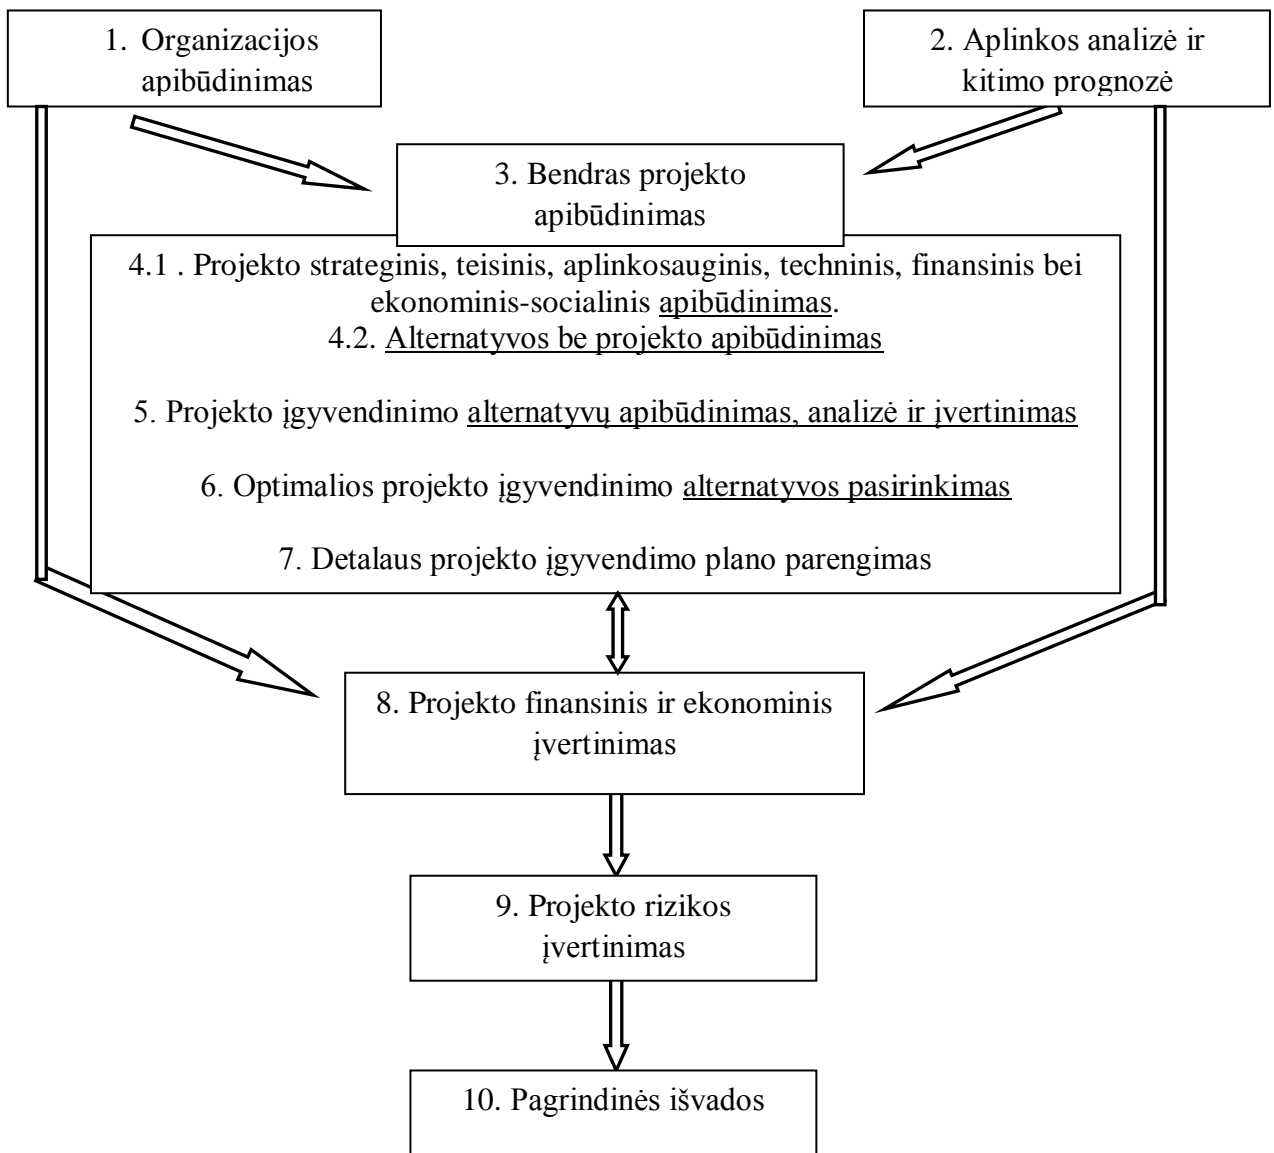 1. Organizacijos
apibūdinimas
2. Aplinkos analizė ir
kitimo prognozė
3. Bendras projekto
apibūdinimas
4.1 . Projekto strateginis, teisinis, aplinkosauginis, techninis, finansinis bei
ekonominis-socialinis apibūdinimas.
4.2. Alternatyvos be projekto apibūdinimas
5. Projekto įgyvendinimo alternatyvų apibūdinimas, analizė ir įvertinimas
6. Optimalios projekto įgyvendinimo alternatyvos pasirinkimas
7. Detalaus projekto įgyvendimo plano parengimas
8. Projekto finansinis ir ekonominis
įvertinimas
9. Projekto rizikos
įvertinimas
10. Pagrindinės išvados